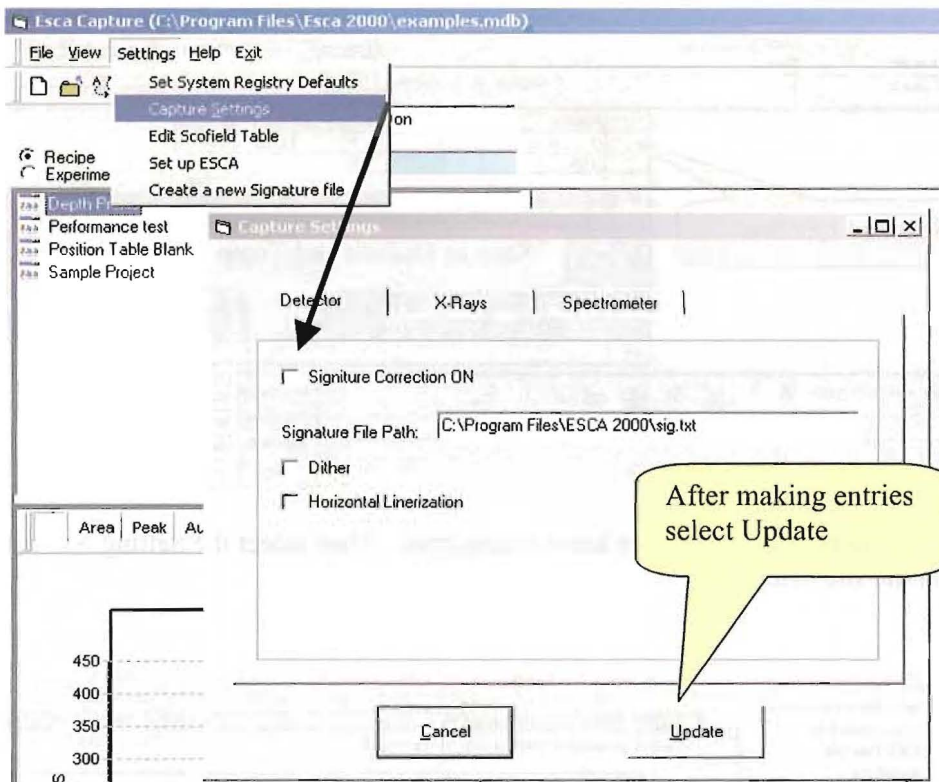 Esca Capture (C:\Program Files\Esca 2000\examples.mdb)
File View Settings Help Exit
Set System Registry Defaults
Capture Settings
Edit Scofield Table
Set up ESCA
Create a new Signature file
Recipe
Experime
Depth Pr
Performance test
Position Table Blank
Sample Project
Capture Settings
Detector X-Rays Spectrometer
Signiture Correction ON
Signature File Path: C:\Program Files\ESCA 2000\sig.txt
Dither
Horizontal Linerization
After making entries
select Update
Area Peak Au
450
400
350
300
Cancel Update